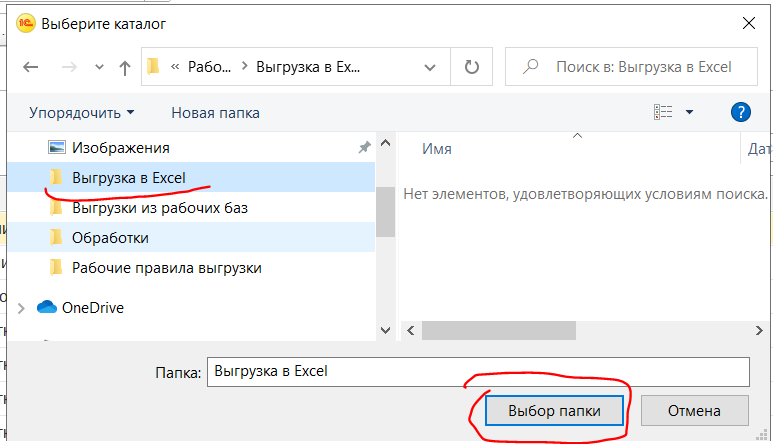 1С Выберите каталог
« Рабо... Выгрузка в Ex...
Поиск в: Выгрузка в Excel
Упорядочить Новая папка ?
Изображения
Выгрузка в Excel
Выгрузки из рабочих баз
Обработки
Рабочие правила выгрузки
OneDrive
Имя Дат
Нет элементов, удовлетворяющих условиям поиска.
Папка: Выгрузка в Excel
Выбор папки Отмена